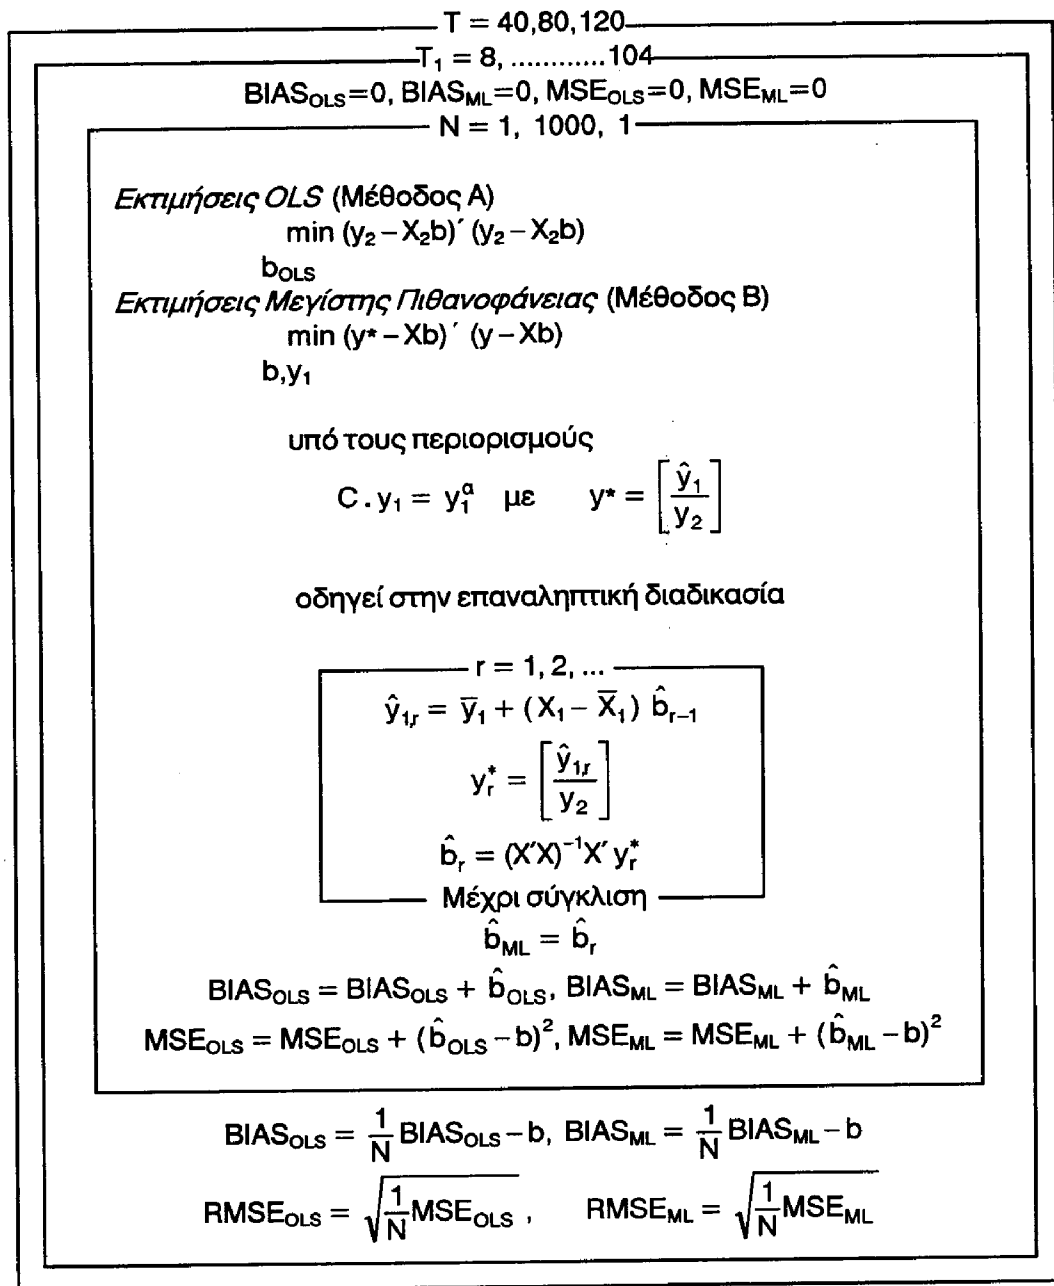 T = 40,80,120
T₁ = 8, ............104
BIAS_OLS=0, BIAS_ML=0, MSE_OLS=0, MSE_ML=0
N = 1, 1000, 1
Εκτιμήσεις OLS (Μέθοδος Α)
min (y₂ – X₂b)΄ (y₂ – X₂b)
b_OLS
Εκτιμήσεις Μεγίστης Πιθανοφάνειας (Μέθοδος Β)
min (y* – Xb)΄ (y – Xb)
b,y₁
υπό τους περιορισμούς
C . y₁ = y₁^α με y* = [ŷ₁ / y₂]
οδηγεί στην επαναληπτική διαδικασία
r = 1, 2, ...
ŷ₁,r = ȳ₁ + (X₁ – X̄₁) b̂_r–1
y*_r = [ŷ₁,r / y₂]
b̂_r = (X′X)⁻¹X′ y*_r
Μέχρι σύγκλιση
b̂_ML = b̂_r
BIAS_OLS = BIAS_OLS + b̂_OLS, BIAS_ML = BIAS_ML + b̂_ML
MSE_OLS = MSE_OLS + (b̂_OLS – b)², MSE_ML = MSE_ML + (b̂_ML – b)²
BIAS_OLS = 1/N BIAS_OLS – b, BIAS_ML = 1/N BIAS_ML – b
RMSE_OLS = √(1/N MSE_OLS) , RMSE_ML = √(1/N MSE_ML)